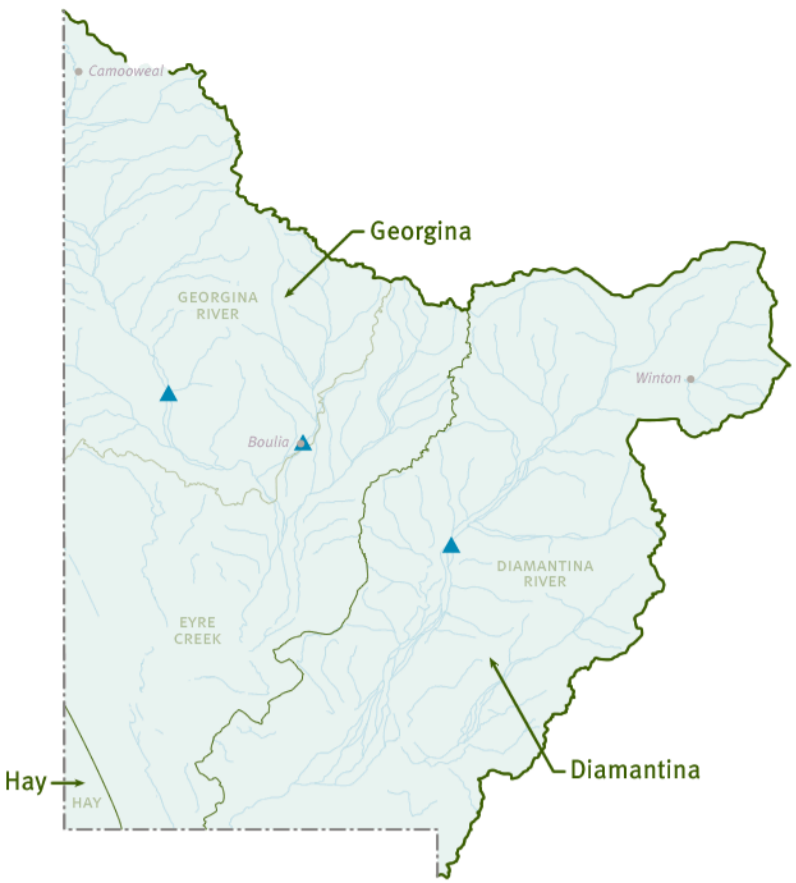 Camooweal
Georgina
GEORGINA
RIVER
Winton
Boulia
DIAMANTINA
RIVER
EYRE
CREEK
Diamantina
Hay
HAY